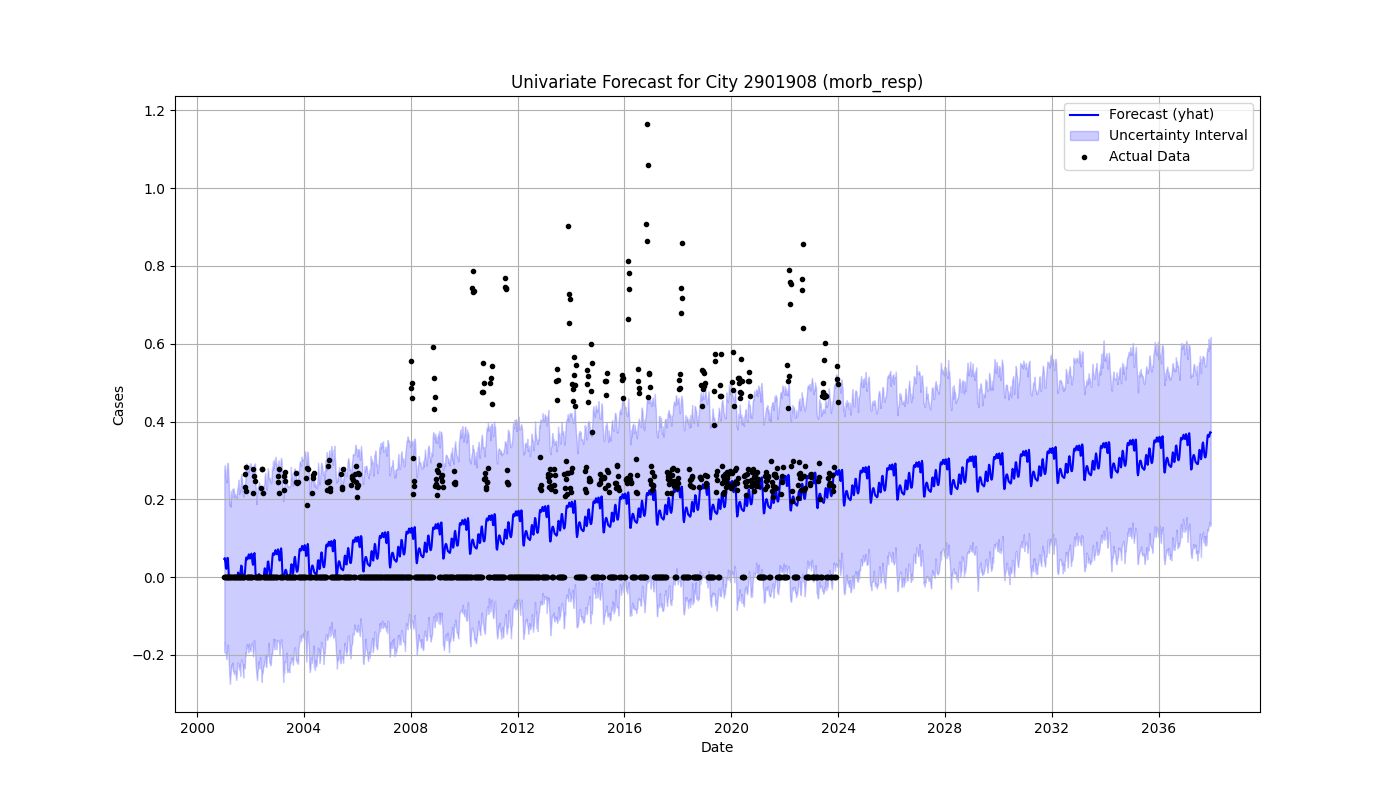 Univariate Forecast for City 2901908 (morb_resp)
Forecast (yhat)
Uncertainty Interval
Actual Data
Cases
1.2
1.0
0.8
0.6
0.4
0.2
0.0
−0.2
2000 2004 2008 2012 2016 2020 2024 2028 2032 2036
Date